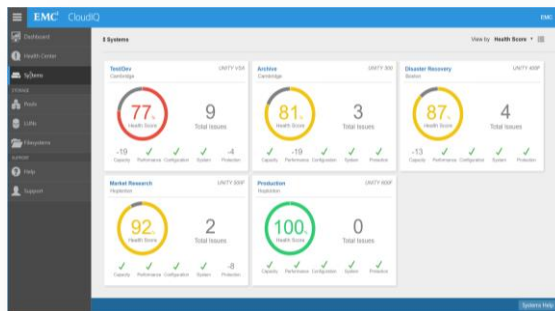 EMC² CloudIQ
EMC
Dashboard
Health Center
Systems
STORAGE
Pools
LUNs
Filesystems
SUPPORT
Help
Support
Systems
View by Health Score
TestDev UNITY VSA
Cambridge
77%
Health Score
9
Total Issues
-19 -4
Capacity Performance Configuration System Protection
Archive UNITY 300
Cambridge
81%
Health Score
3
Total Issues
-19
Capacity Performance Configuration System Protection
Disaster Recovery UNITY 400F
Boston
87%
Health Score
4
Total Issues
-13
Capacity Performance Configuration System Protection
Market Research
Hopkinton
92%
Health Score
2
Total Issues
-8
Capacity Performance Configuration System Protection
Production UNITY 600F
Hopkinton
100%
Health Score
0
Total Issues
Capacity Performance Configuration System Protection
Systems Help